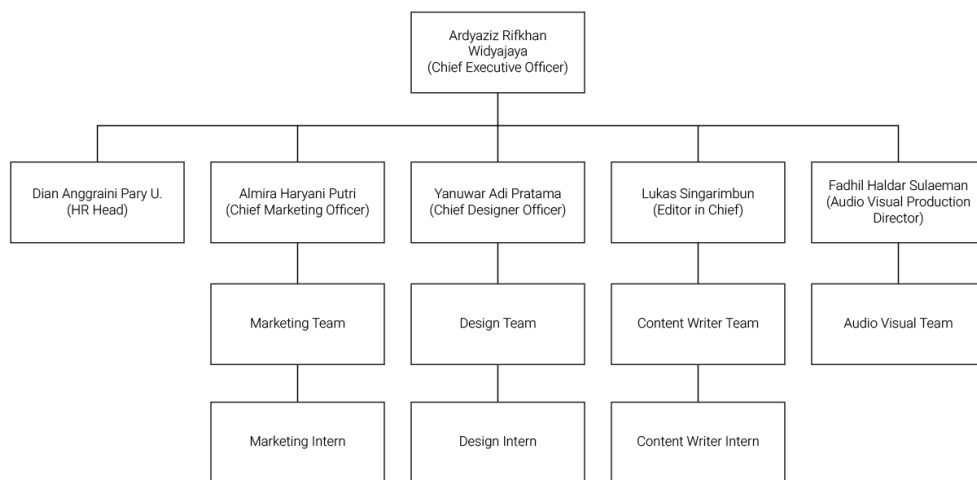 Ardyaziz Rifkhan
Widyajaya
(Chief Executive Officer)
Dian Anggraini Pary U.
(HR Head)
Almira Haryani Putri
(Chief Marketing Officer)
Yanuwar Adi Pratama
(Chief Designer Officer)
Lukas Singarimbun
(Editor in Chief)
Fadhil Haldar Sulaeman
(Audio Visual Production
Director)
Marketing Team
Design Team
Content Writer Team
Audio Visual Team
Marketing Intern
Design Intern
Content Writer Intern